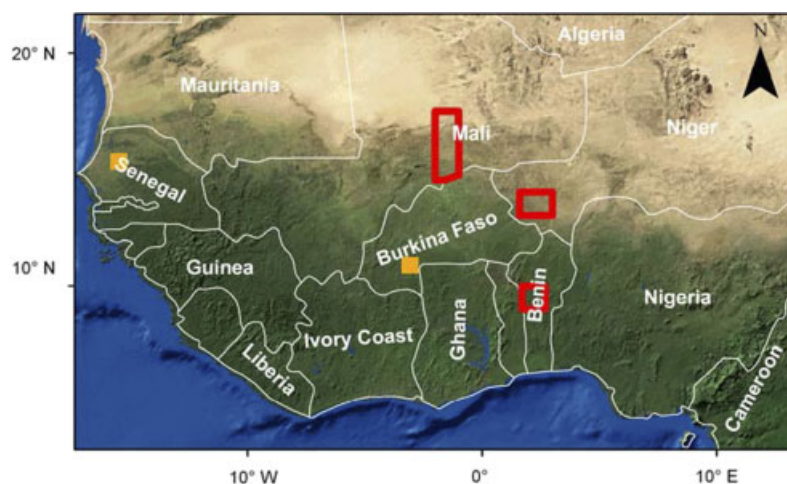 20° N
Algeria
N
Mauritania
Mali
Niger
Senegal
Burkina Faso
10° N
Guinea
Benin
Nigeria
Ivory Coast
Ghana
Liberia
Cameroon
10° W
0°
10° E